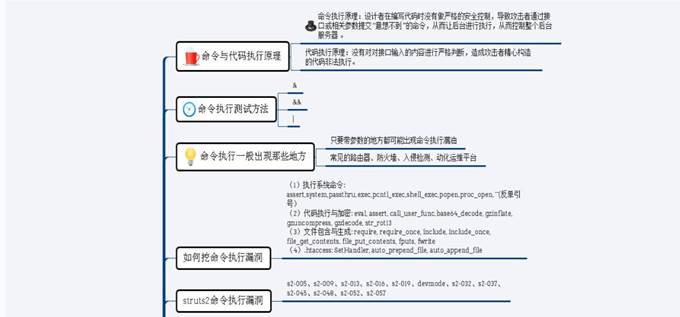 命令执行原理：设计者在编写代码时没有做严格的安全控制，导致攻击者通过接
口或相关参数提交“意想不到”的命令，从而让后台进行执行，从而控制整个后台
服务器 。
命令与代码执行原理
代码执行原理：没有对对接口输入的内容进行严格判断，造成攻击者精心构造
的代码非法执行。
&
命令执行测试方法
&&
|
只要带参数的地方都可能出现命令执行漏洞
命令执行一般出现那些地方
常见的路由器、防火墙、入侵检测、动化运维平台
（1）执行系统命令:
assert,system,passthru,exec,pcntl_exec,shell_exec,popen,proc_open,``(反单引
号)
（2）代码执行与加密: eval, assert, call_user_func,base64_decode, gzinflate,
gzuncompress, gzdecode, str_rot13
（3）文件包含与生成: require, require_once, include, include_once,
file_get_contents, file_put_contents, fputs, fwrite
如何挖命令执行漏洞
（4）.htaccess: SetHandler, auto_prepend_file, auto_append_file
struts2命令执行漏洞
s2-005、s2-009、s2-013、s2-016、s2-019、devmode、s2-032、s2-037、
s2-045、s2-048、s2-052、s2-057